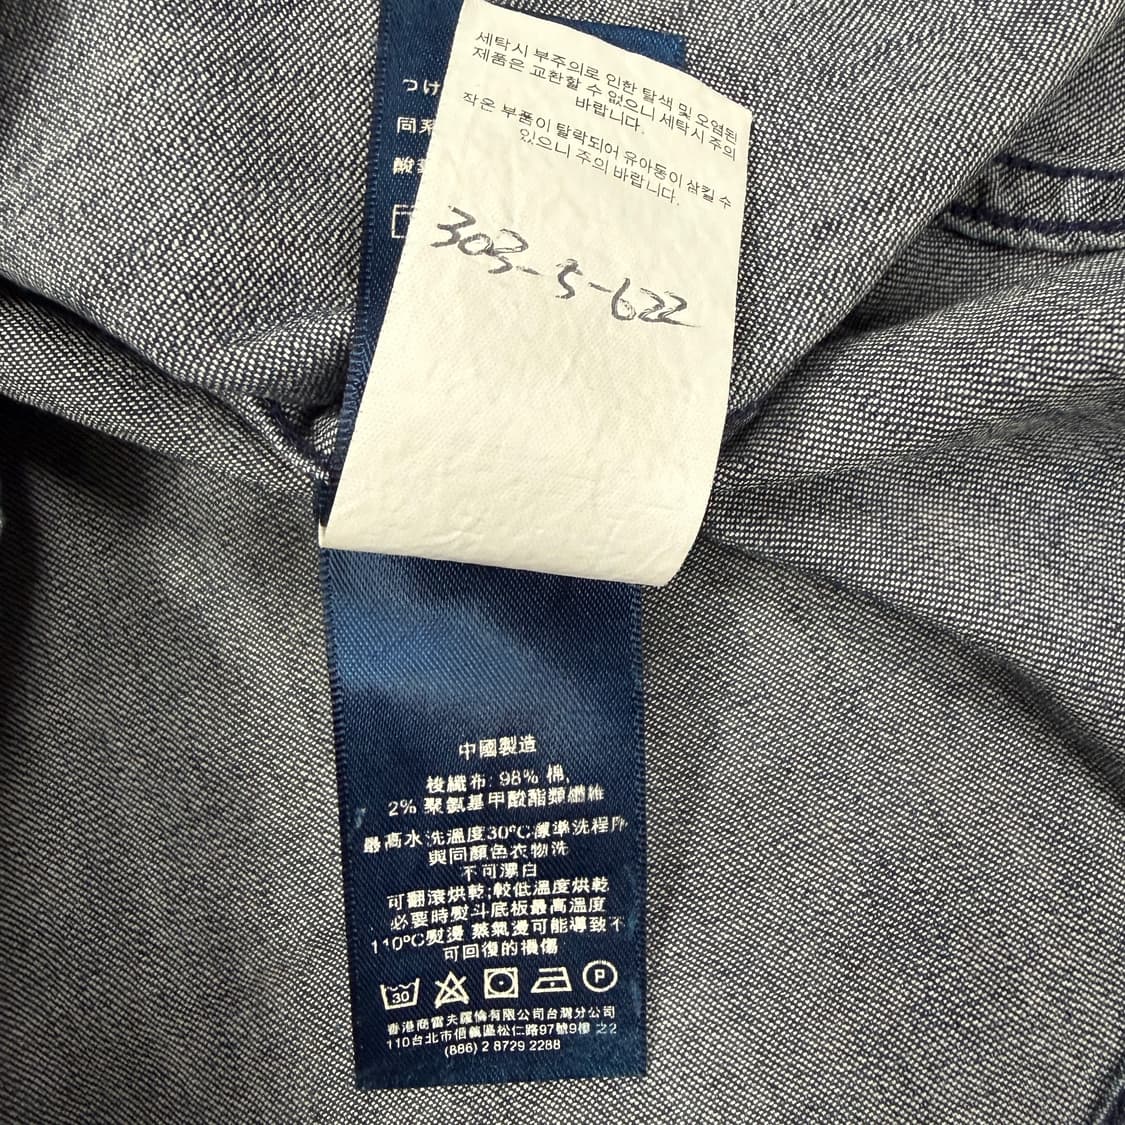 세탁시 부주의로 인한 탈색 및 오염된
제품은 교환할 수 없으니 세탁시 주의
바랍니다.
작은 부품이 탈락되어 유아동이 삼킬 수
있으니 주의 바랍니다.
303-5-622
つけ
同系
酸
中國製造
梭織布: 98% 棉,
2% 聚氨基甲酸酯類纖維
最高水洗溫度30°C標準洗程序
與同顏色衣物洗
不可漂白
可翻滾烘乾;較低溫度烘乾
必要時熨斗底板最高溫度
110°C熨燙 蒸氣燙可能導致不
可回復的損傷
30
P
香港商雷夫羅倫有限公司台灣分公司
110台北市信義區松仁路97號9樓 22
(886) 2 8729 2288